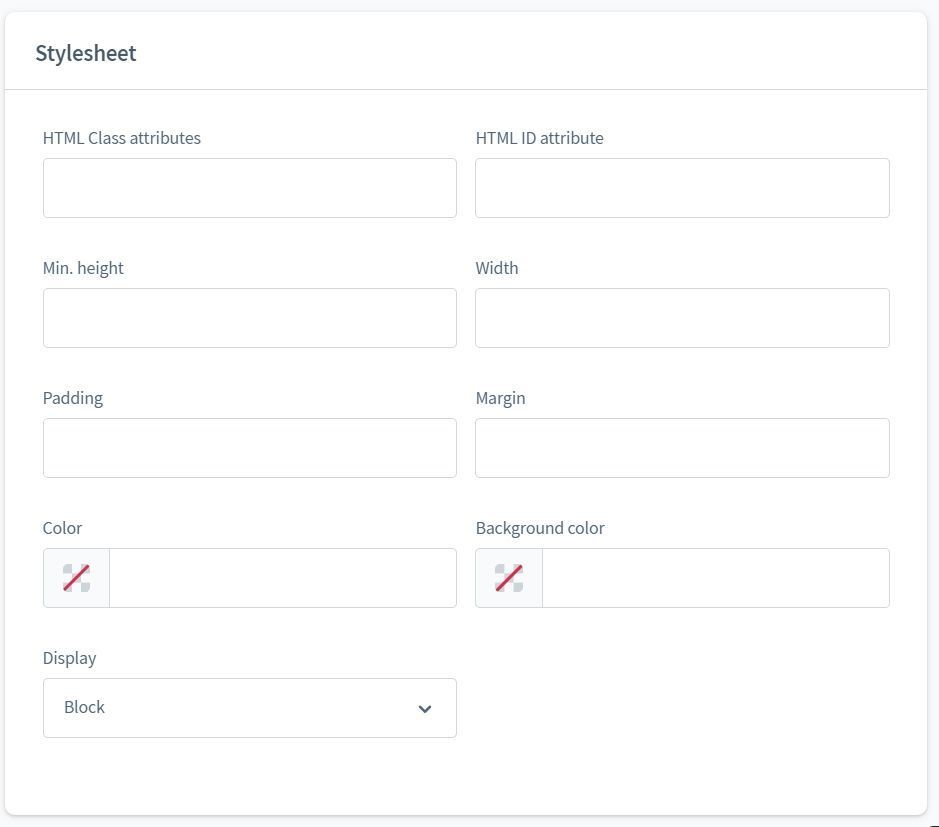 Stylesheet
HTML Class attributes
HTML ID attribute
Min. height
Width
Padding
Margin
Color
Background color
Display
Block